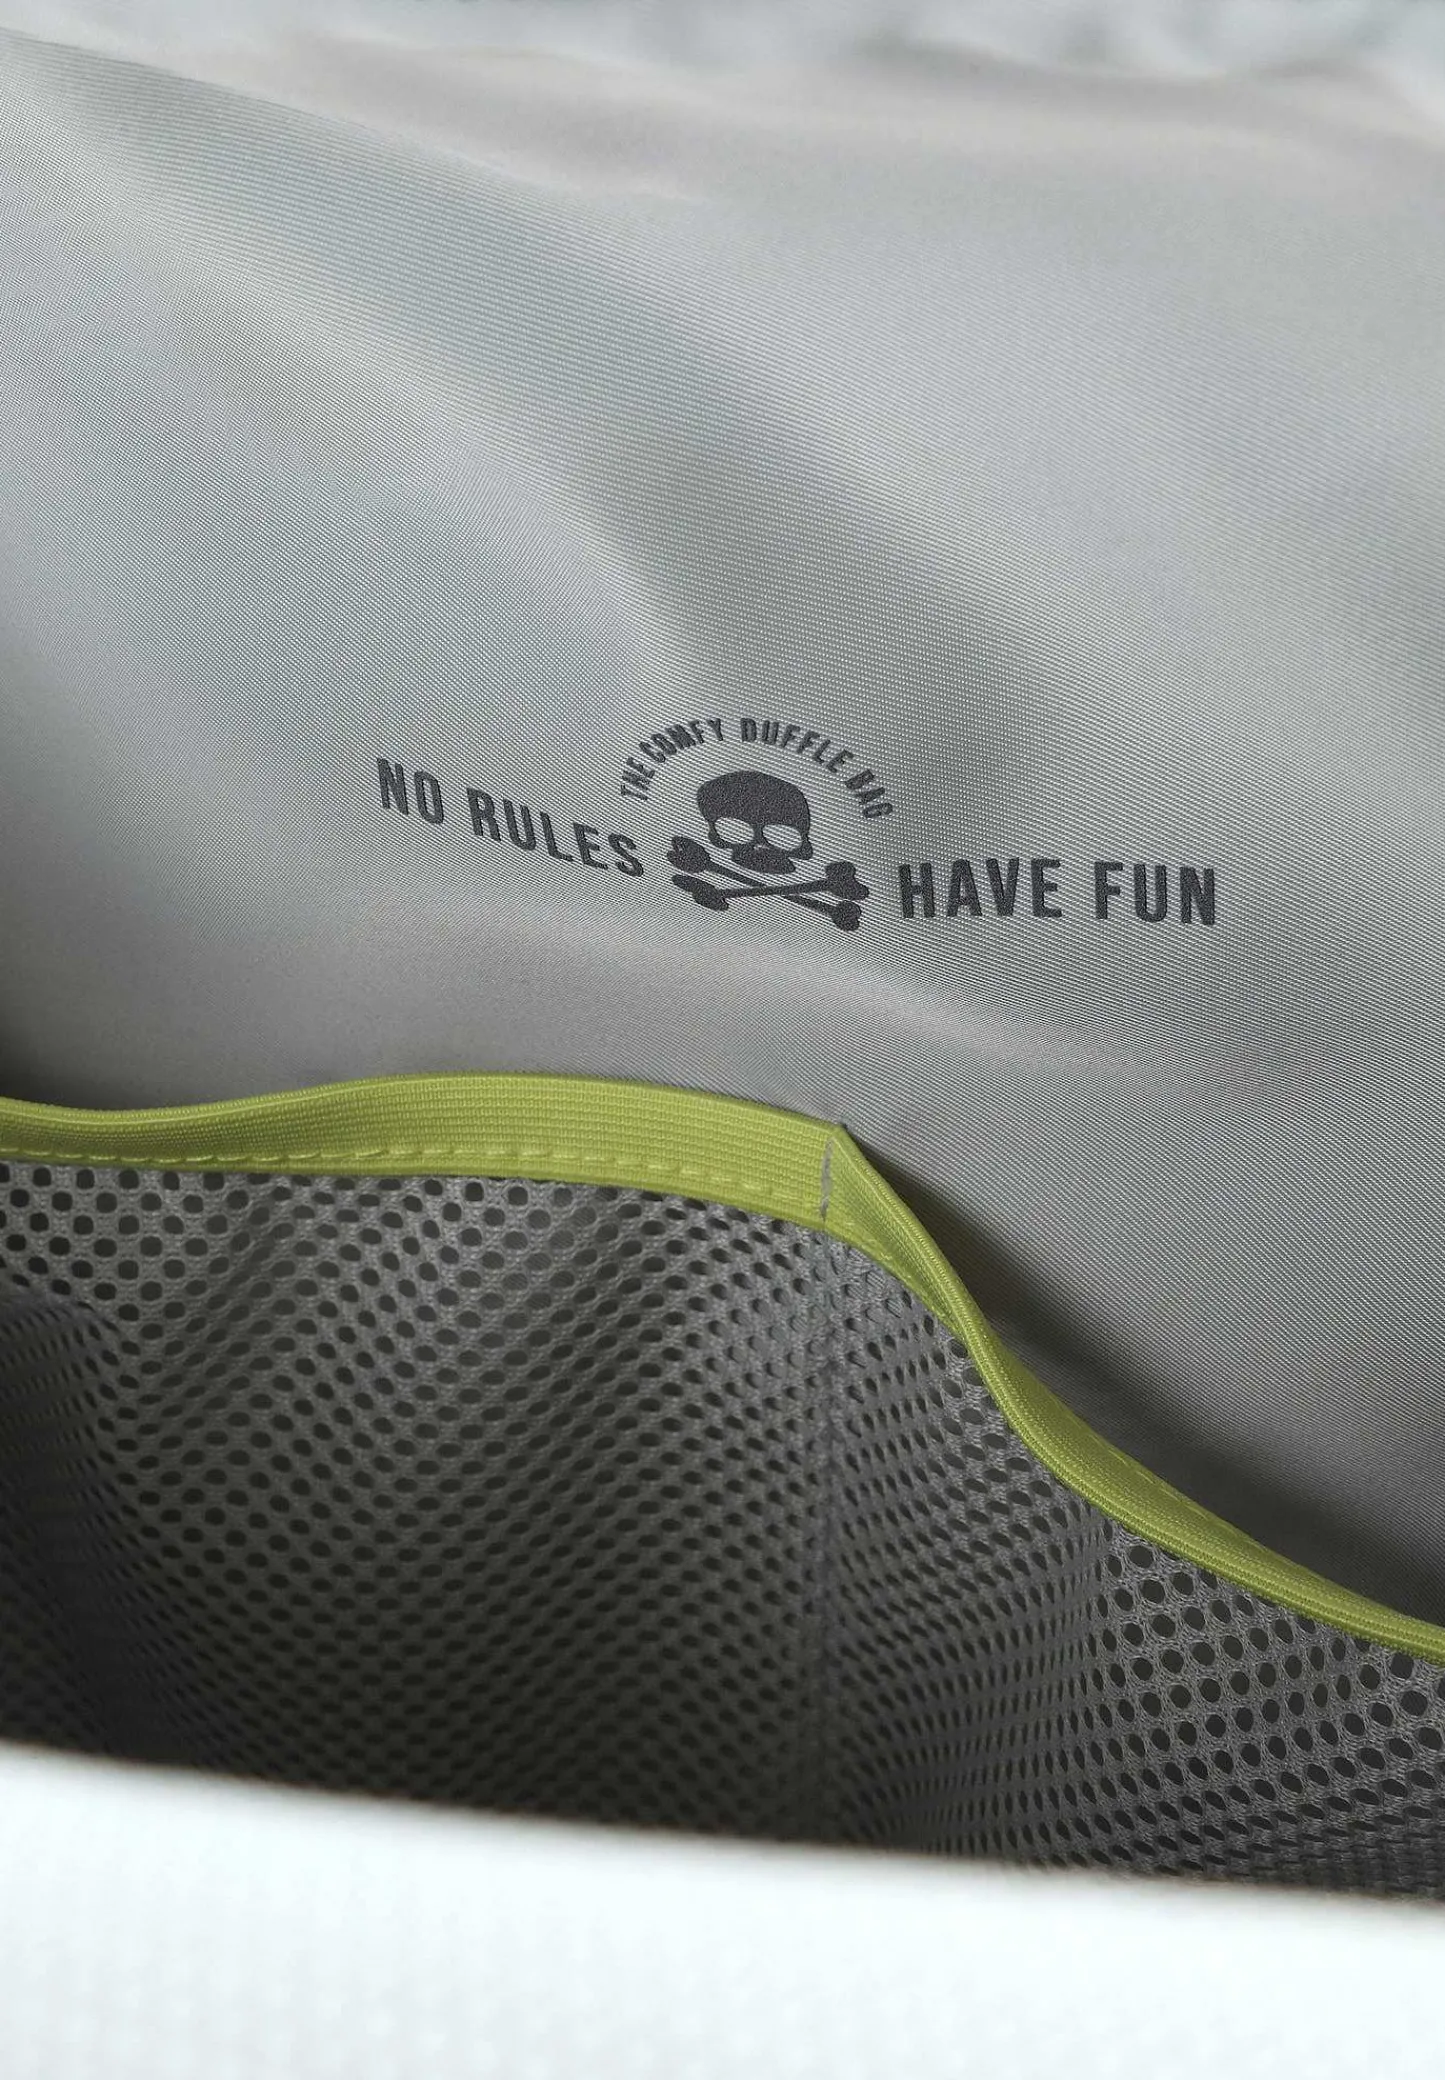 THE COMFY DUFFLE BAG
NO RULES HAVE FUN